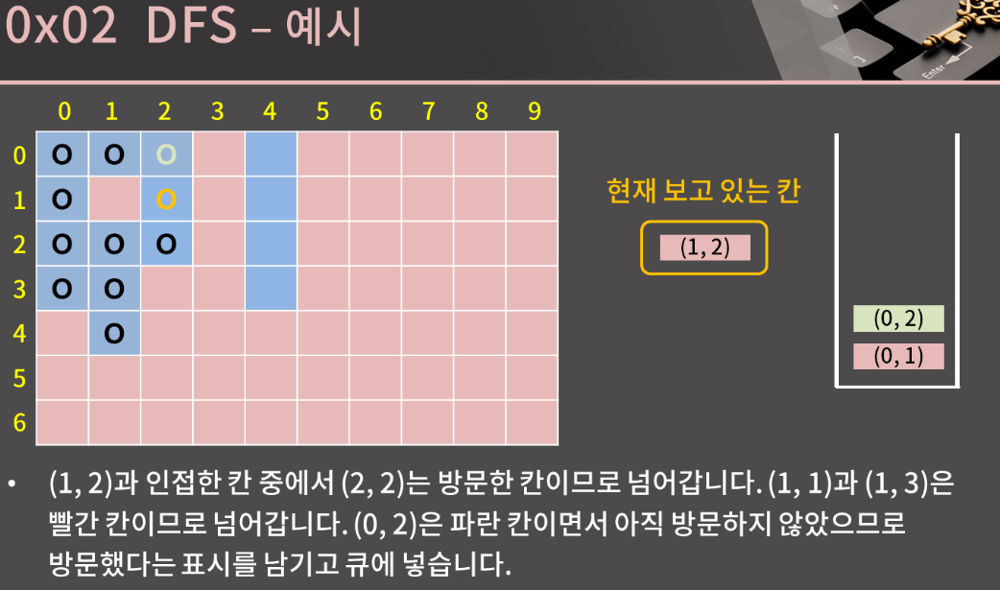 0x02 DFS – 예시
Enter
0 1 2 3 4 5 6 7 8 9
0 O O O
1 O O
2 O O O
3 O O
4 O
5
6
현재 보고 있는 칸
(1, 2)
(0, 2)
(0, 1)
• (1, 2)과 인접한 칸 중에서 (2, 2)는 방문한 칸이므로 넘어갑니다. (1, 1)과 (1, 3)은
빨간 칸이므로 넘어갑니다. (0, 2)은 파란 칸이면서 아직 방문하지 않았으므로
방문했다는 표시를 남기고 큐에 넣습니다.